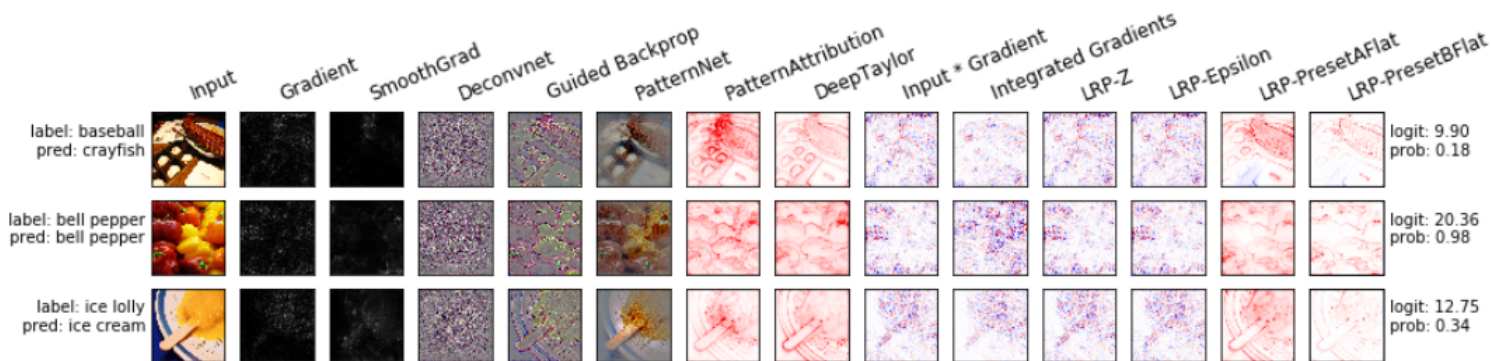 Input
Gradient
SmoothGrad
Deconvnet
Guided Backprop
PatternNet
PatternAttribution
DeepTaylor
Input * Gradient
Integrated Gradients
LRP-Z
LRP-Epsilon
LRP-PresetAFlat
LRP-PresetBFlat
label: baseball
pred: crayfish
logit: 9.90
prob: 0.18
label: bell pepper
pred: bell pepper
logit: 20.36
prob: 0.98
label: ice lolly
pred: ice cream
logit: 12.75
prob: 0.34